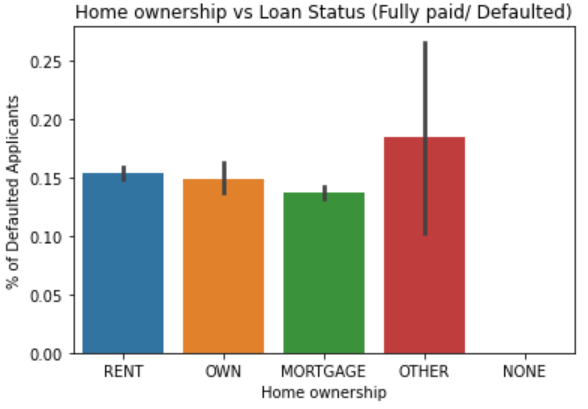 Home ownership vs Loan Status (Fully paid/ Defaulted)
% of Defaulted Applicants
0.25
0.20
0.15
0.10
0.05
0.00
RENT OWN MORTGAGE OTHER NONE
Home ownership